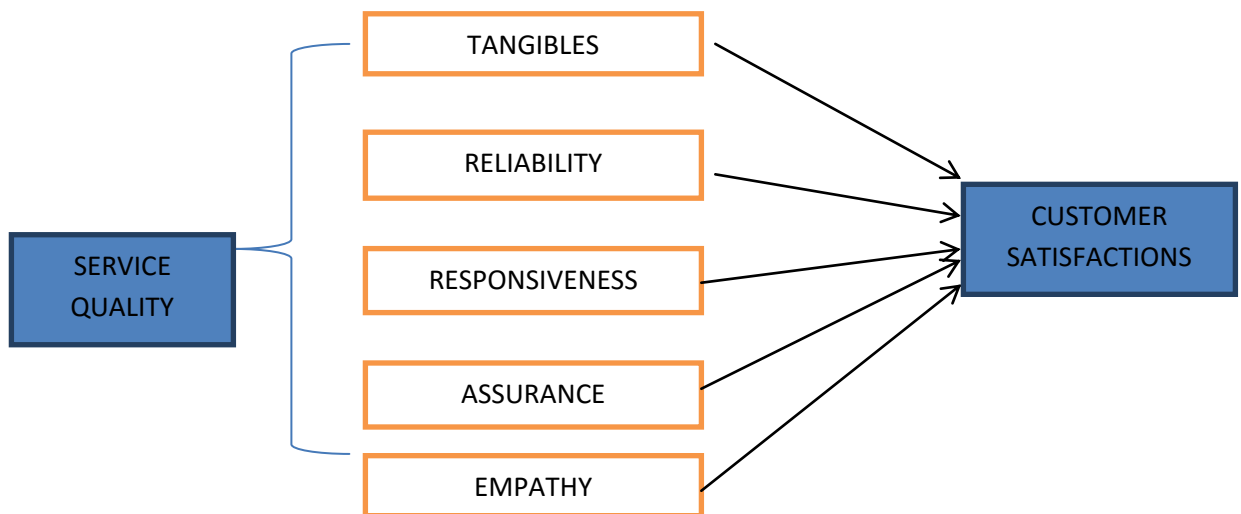 TANGIBLES
RELIABILITY
RESPONSIVENESS
ASSURANCE
EMPATHY
SERVICE
QUALITY
CUSTOMER
SATISFACTIONS